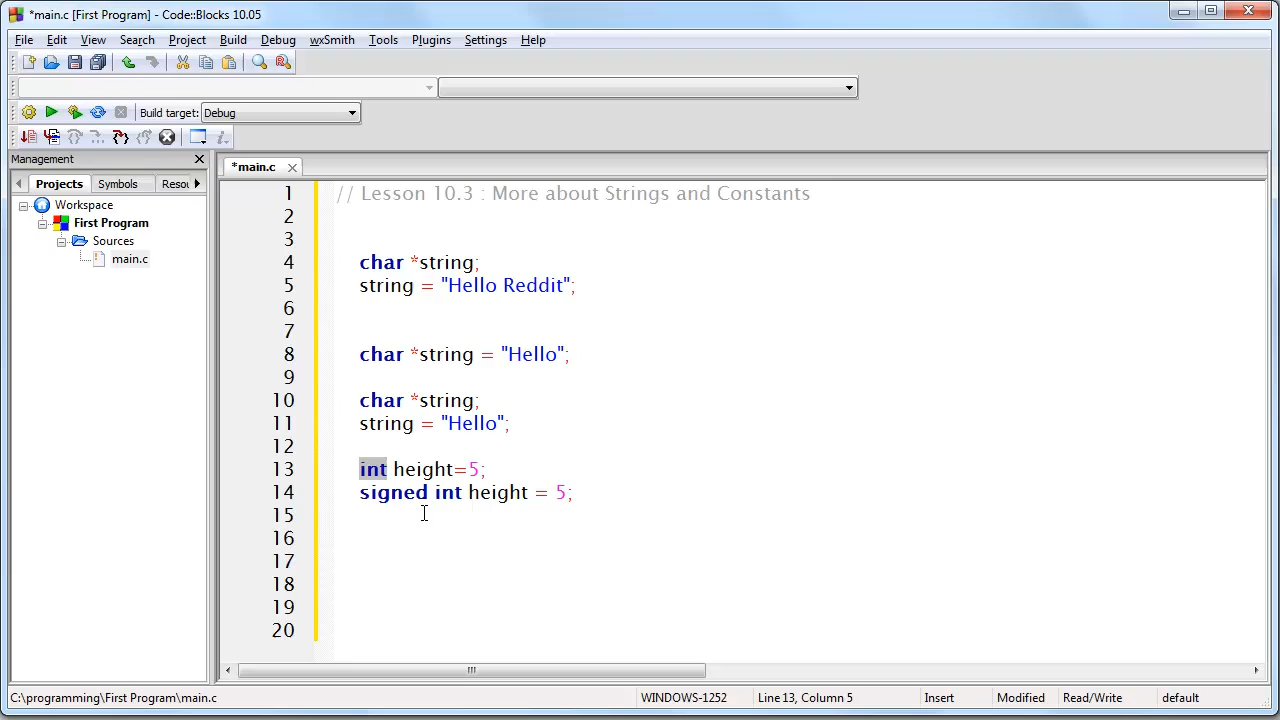 *main.c [First Program] - Code::Blocks 10.05
File Edit View Search Project Build Debug wxSmith Tools Plugins Settings Help
Build target: Debug
Management
*main.c
Projects Symbols Resou
Workspace
First Program
Sources
main.c
1 // Lesson 10.3 : More about Strings and Constants
2
3
4 char *string;
5 string = "Hello Reddit";
6
7
8 char *string = "Hello";
9
10 char *string;
11 string = "Hello";
12
13 int height=5;
14 signed int height = 5;
15
16
17
18
19
20
C:\programming\First Program\main.c WINDOWS-1252 Line 13, Column 5 Insert Modified Read/Write default